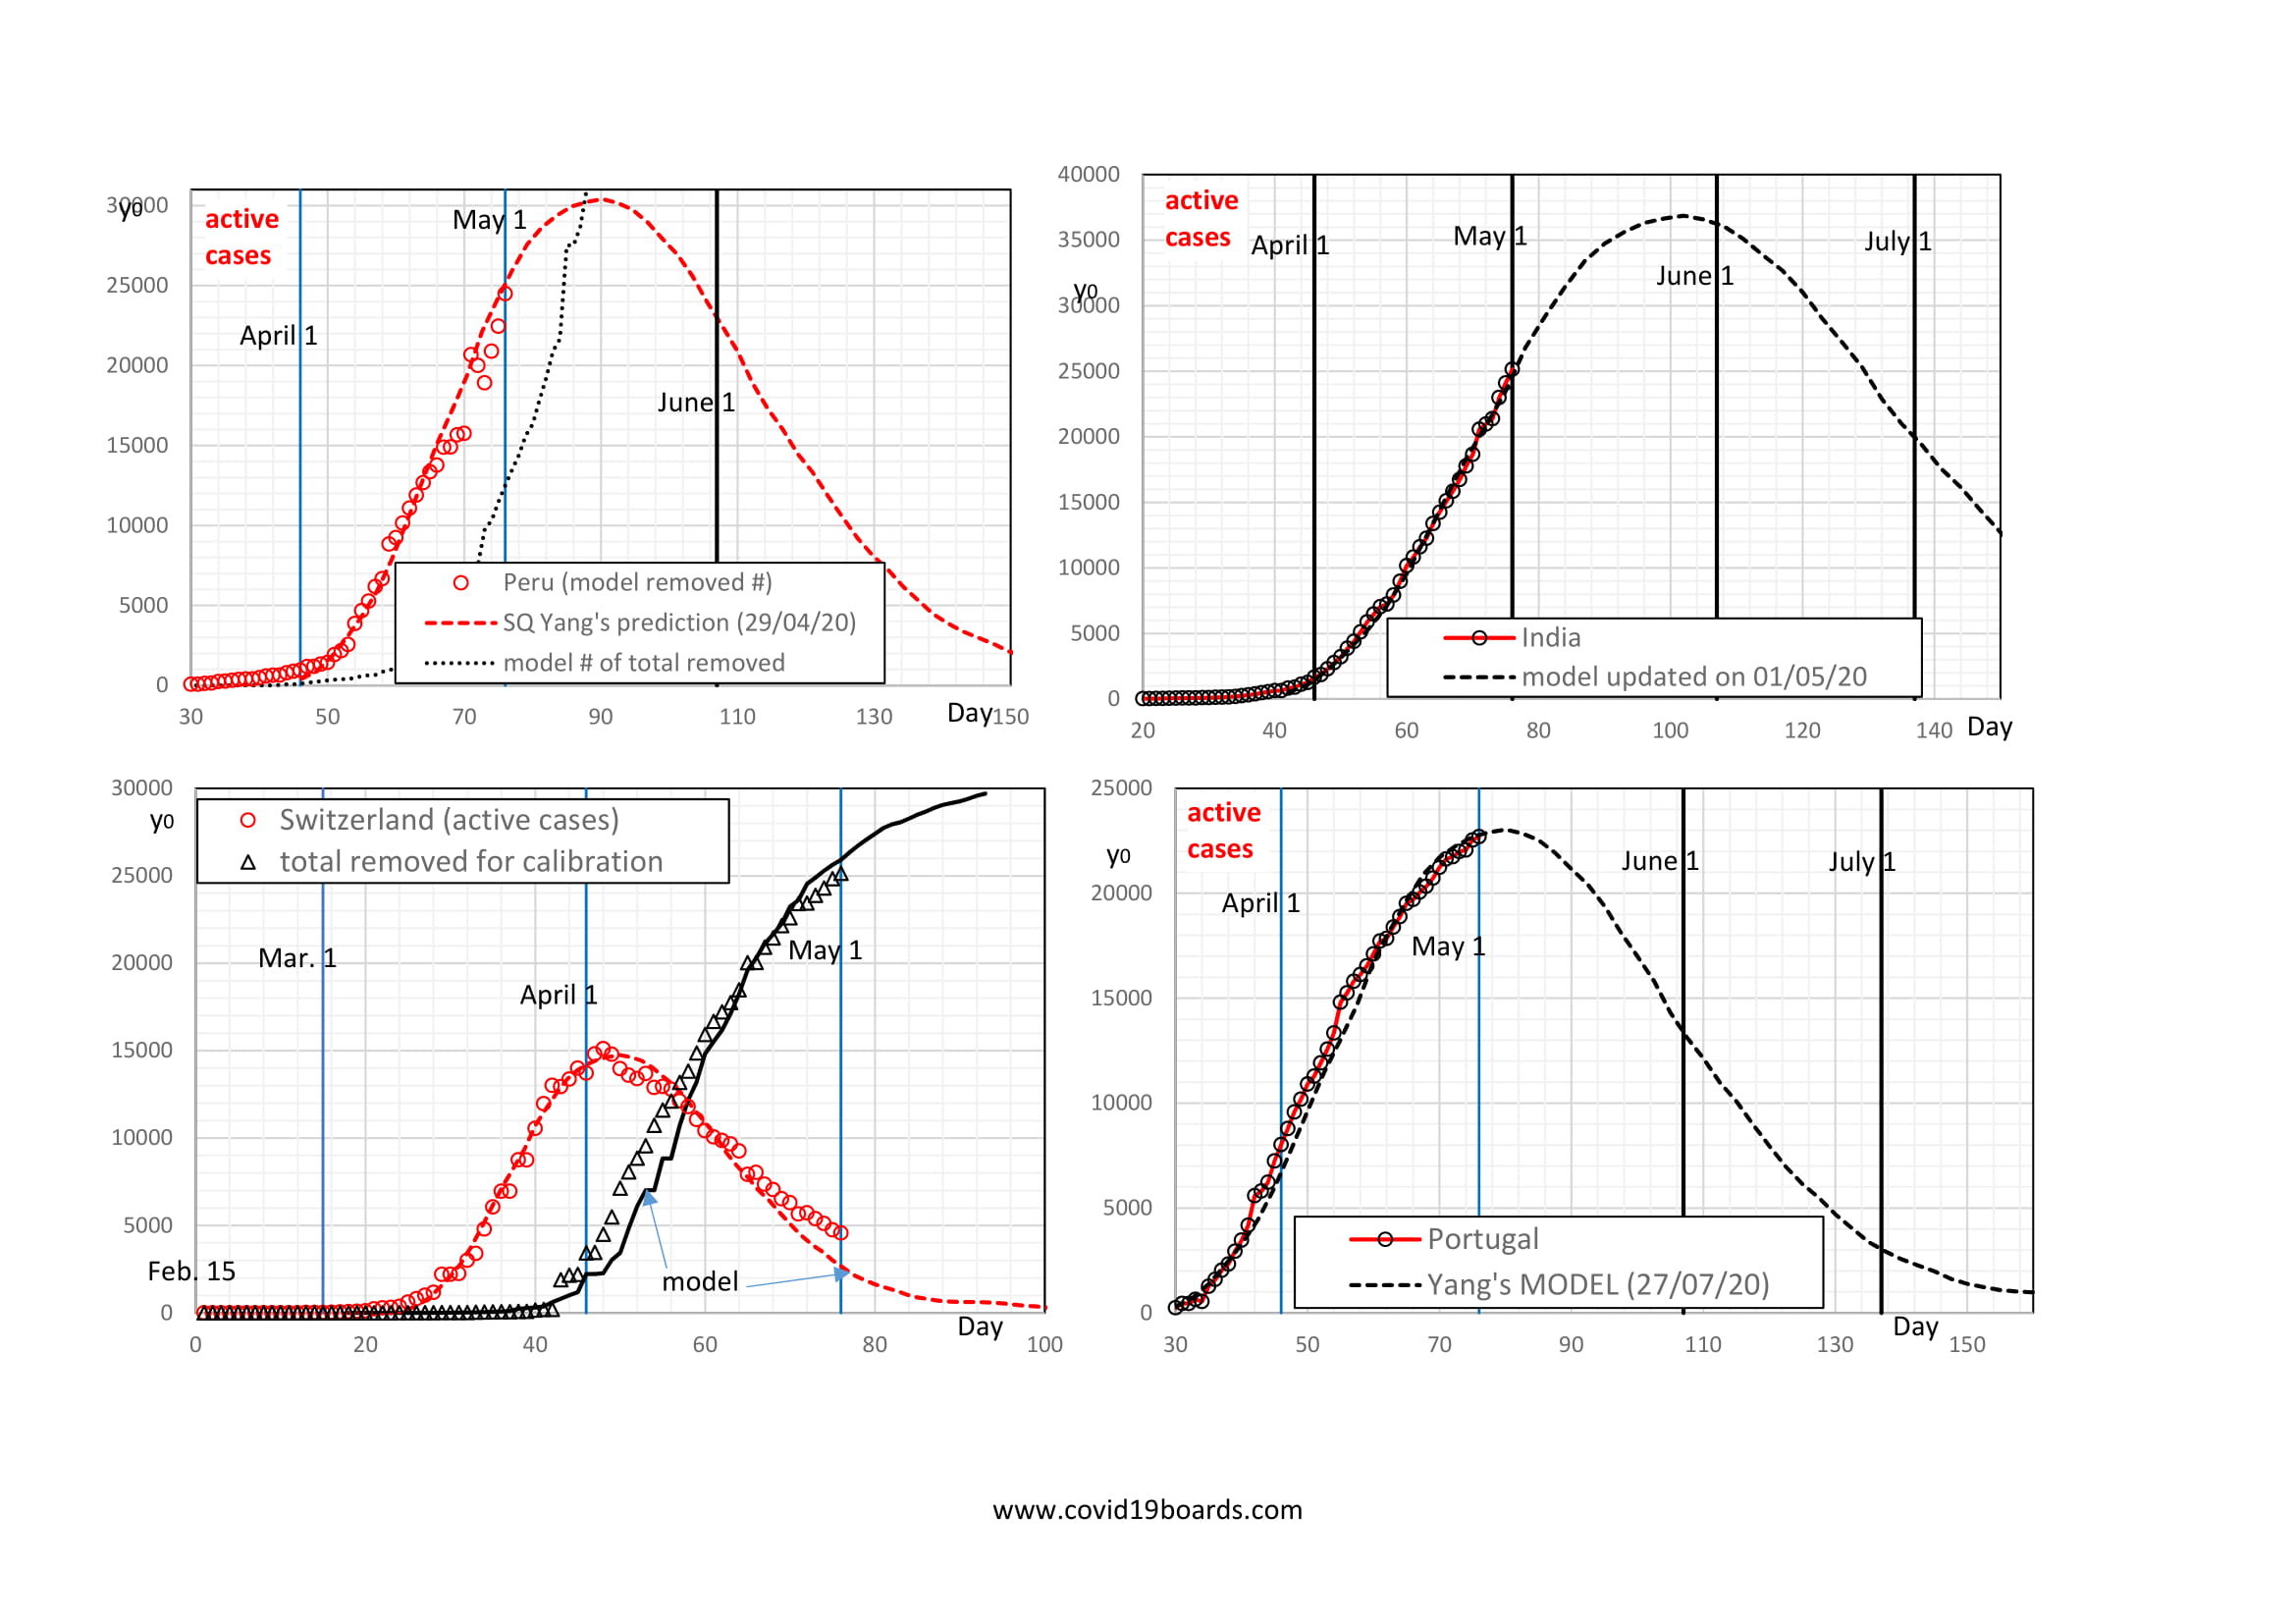 30000
y0
active
cases
May 1
25000
April 1
20000
June 1
15000
10000
5000
0
Peru (model removed #)
SQ Yang's prediction (29/04/20)
model # of total removed
30
50
70
90
110
130
Day
150
40000
active
cases
April 1
May 1
July 1
35000
June 1
y0
30000
25000
20000
15000
10000
5000
0
India
model updated on 01/05/20
20
40
60
80
100
120
140
Day
30000
y0
Switzerland (active cases)
total removed for calibration
25000
Mar. 1
May 1
20000
April 1
15000
10000
5000
Feb. 15
model
0
Day
0
20
40
60
80
100
25000
active
cases
y0
June 1
July 1
April 1
20000
May 1
15000
10000
5000
Portugal
Yang's MODEL (27/07/20)
0
Day
30
50
70
90
110
130
150
www.covid19boards.com